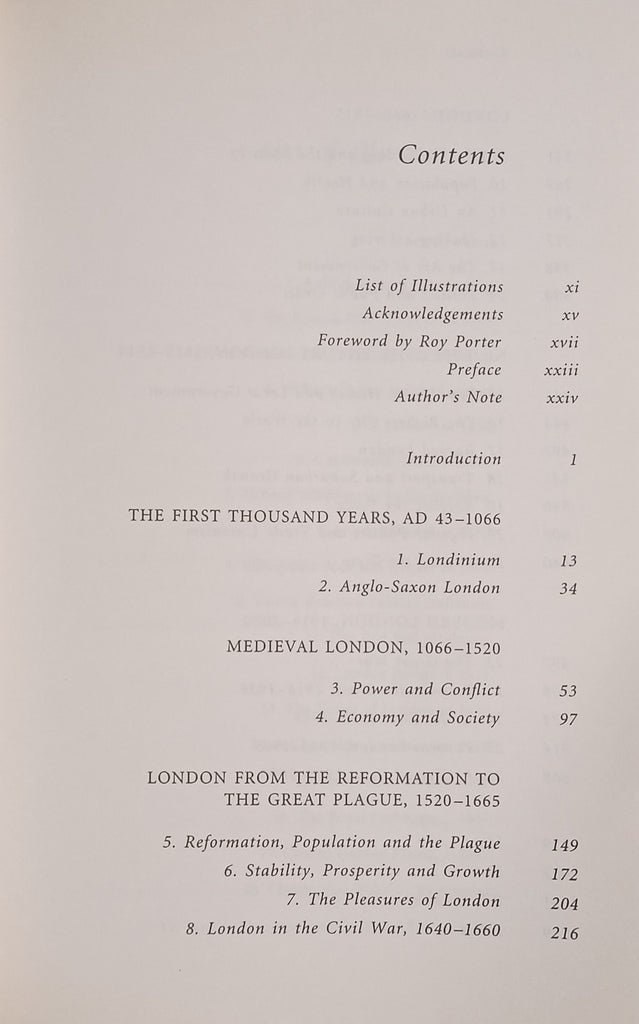 Contents
List of Illustrations xi
Acknowledgements xv
Foreword by Roy Porter xvii
Preface xxiii
Author's Note xxiv
Introduction 1
THE FIRST THOUSAND YEARS, AD 43–1066
1. Londinium 13
2. Anglo-Saxon London 34
MEDIEVAL LONDON, 1066–1520
3. Power and Conflict 53
4. Economy and Society 97
LONDON FROM THE REFORMATION TO
THE GREAT PLAGUE, 1520–1665
5. Reformation, Population and the Plague 149
6. Stability, Prosperity and Growth 172
7. The Pleasures of London 204
8. London in the Civil War, 1640–1660 216